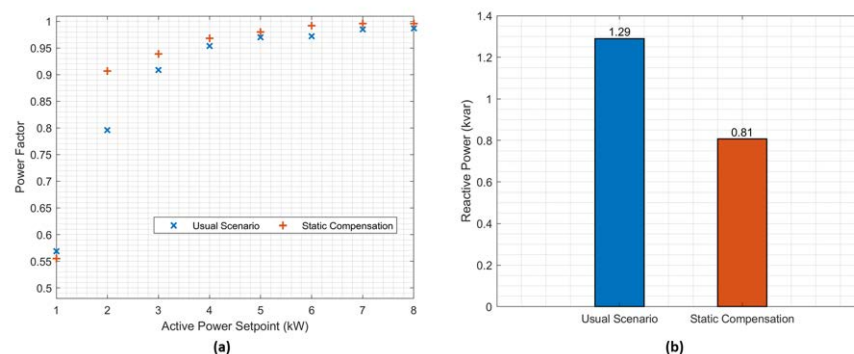 1
0.95
0.9
0.85
0.8
0.75
0.7
0.65
0.6
0.55
0.5
Power Factor
Usual Scenario
Static Compensation
1 2 3 4 5 6 7 8
Active Power Setpoint (kW)
(a)
1.4
1.2
1
0.8
0.6
0.4
0.2
0
Reactive Power (kvar)
1.29
0.81
Usual Scenario Static Compensation
(b)